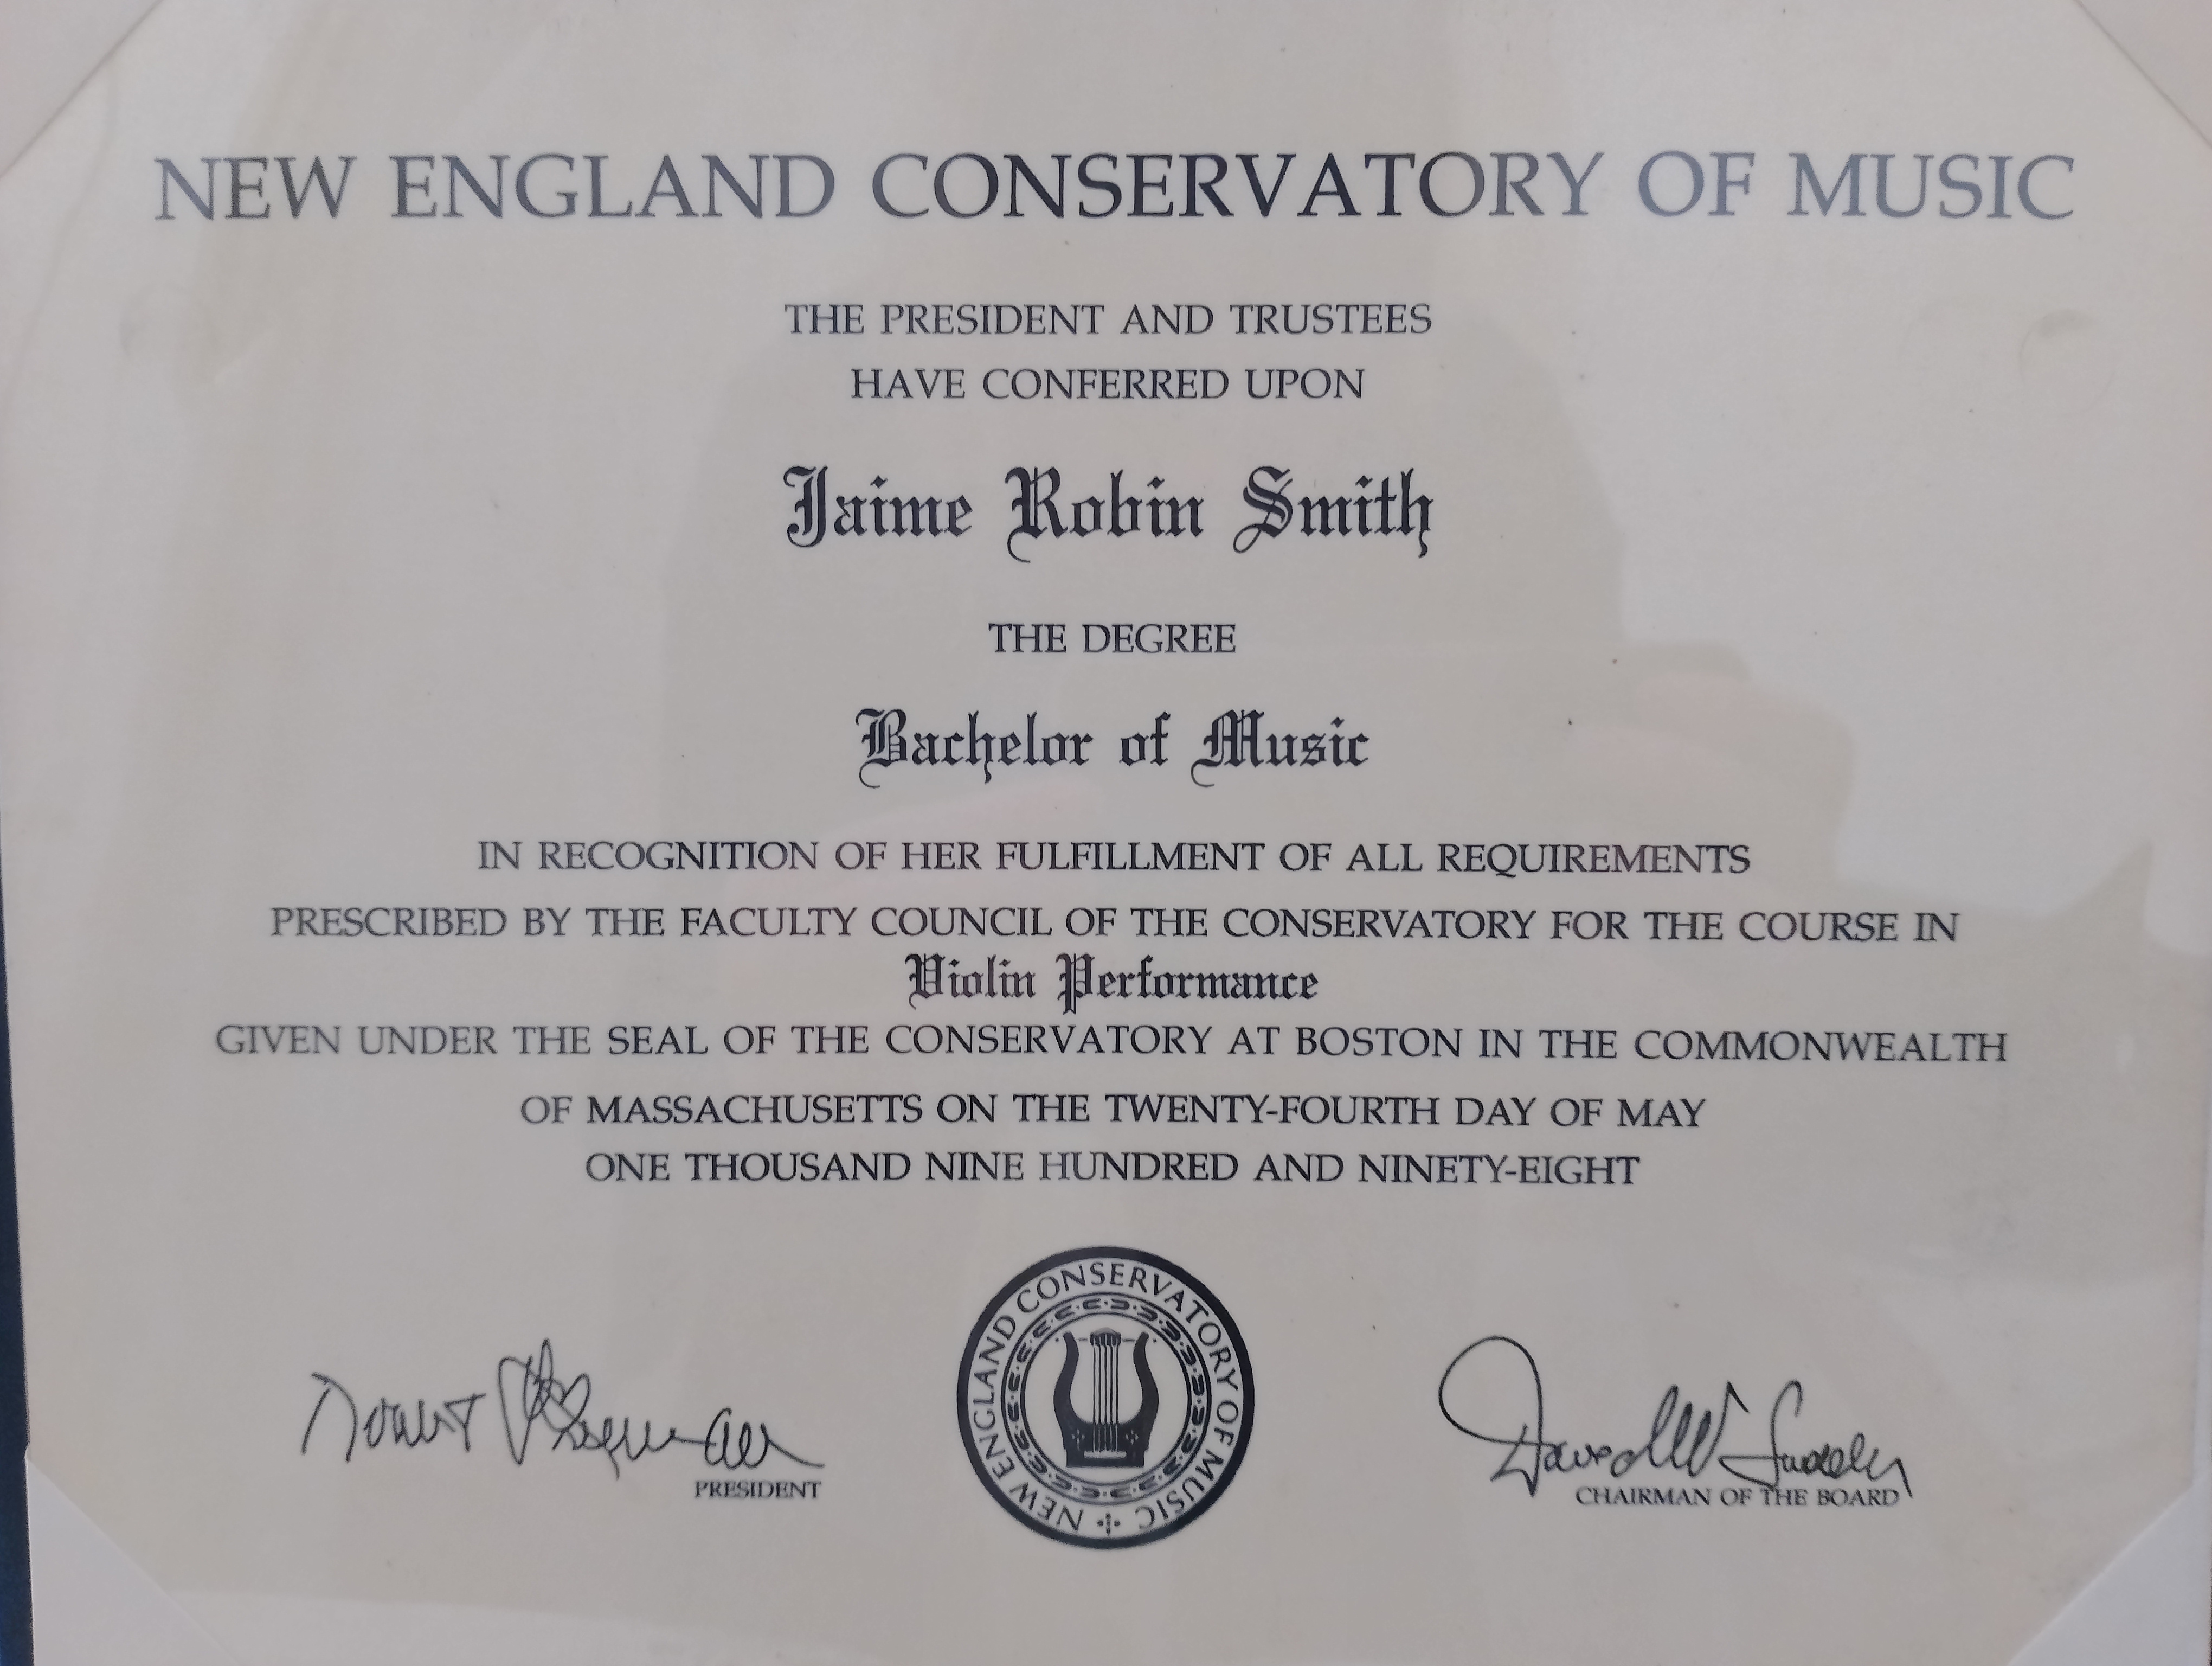 NEW ENGLAND CONSERVATORY OF MUSIC
THE PRESIDENT AND TRUSTEES
HAVE CONFERRED UPON
Jaime Robin Smith
THE DEGREE
Bachelor of Music
IN RECOGNITION OF HER FULFILLMENT OF ALL REQUIREMENTS
PRESCRIBED BY THE FACULTY COUNCIL OF THE CONSERVATORY FOR THE COURSE IN
Violin Performance
GIVEN UNDER THE SEAL OF THE CONSERVATORY AT BOSTON IN THE COMMONWEALTH
OF MASSACHUSETTS ON THE TWENTY-FOURTH DAY OF MAY
ONE THOUSAND NINE HUNDRED AND NINETY-EIGHT
NEW ENGLAND CONSERVATORY OF MUSIC
PRESIDENT
David W
CHAIRMAN OF THE BOARD